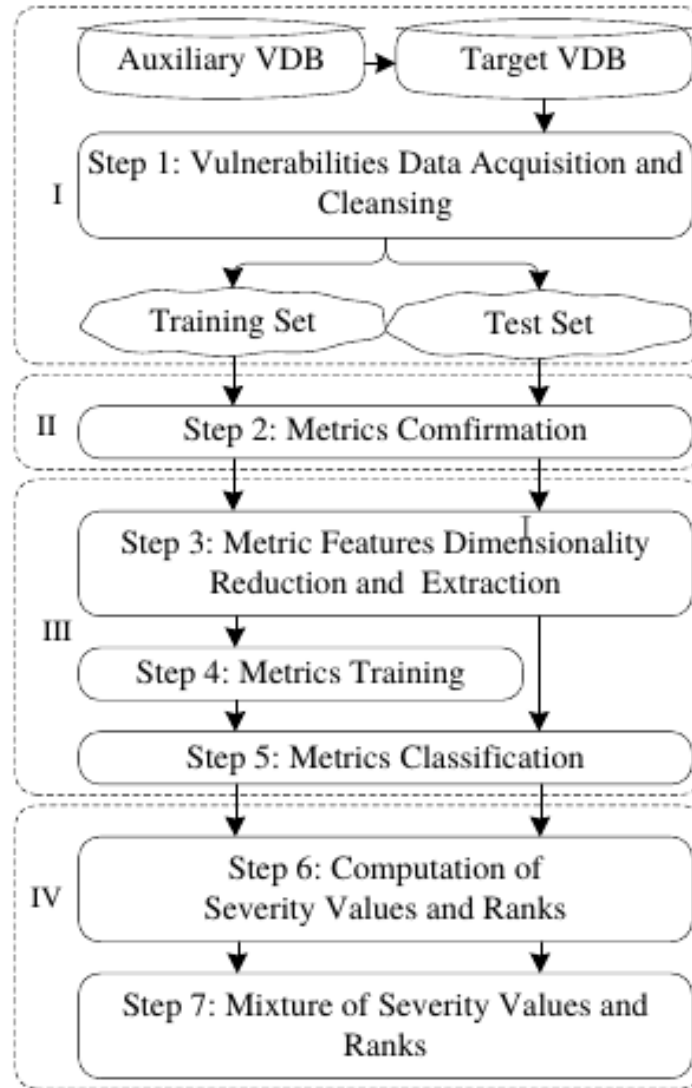 Auxiliary VDB
Target VDB
Step 1: Vulnerabilities Data Acquisition and
Cleansing
I
Training Set
Test Set
II
Step 2: Metrics Comfirmation
Step 3: Metric Features Dimensionality
Reduction and Extraction
III
Step 4: Metrics Training
Step 5: Metrics Classification
Step 6: Computation of
Severity Values and Ranks
IV
Step 7: Mixture of Severity Values and
Ranks